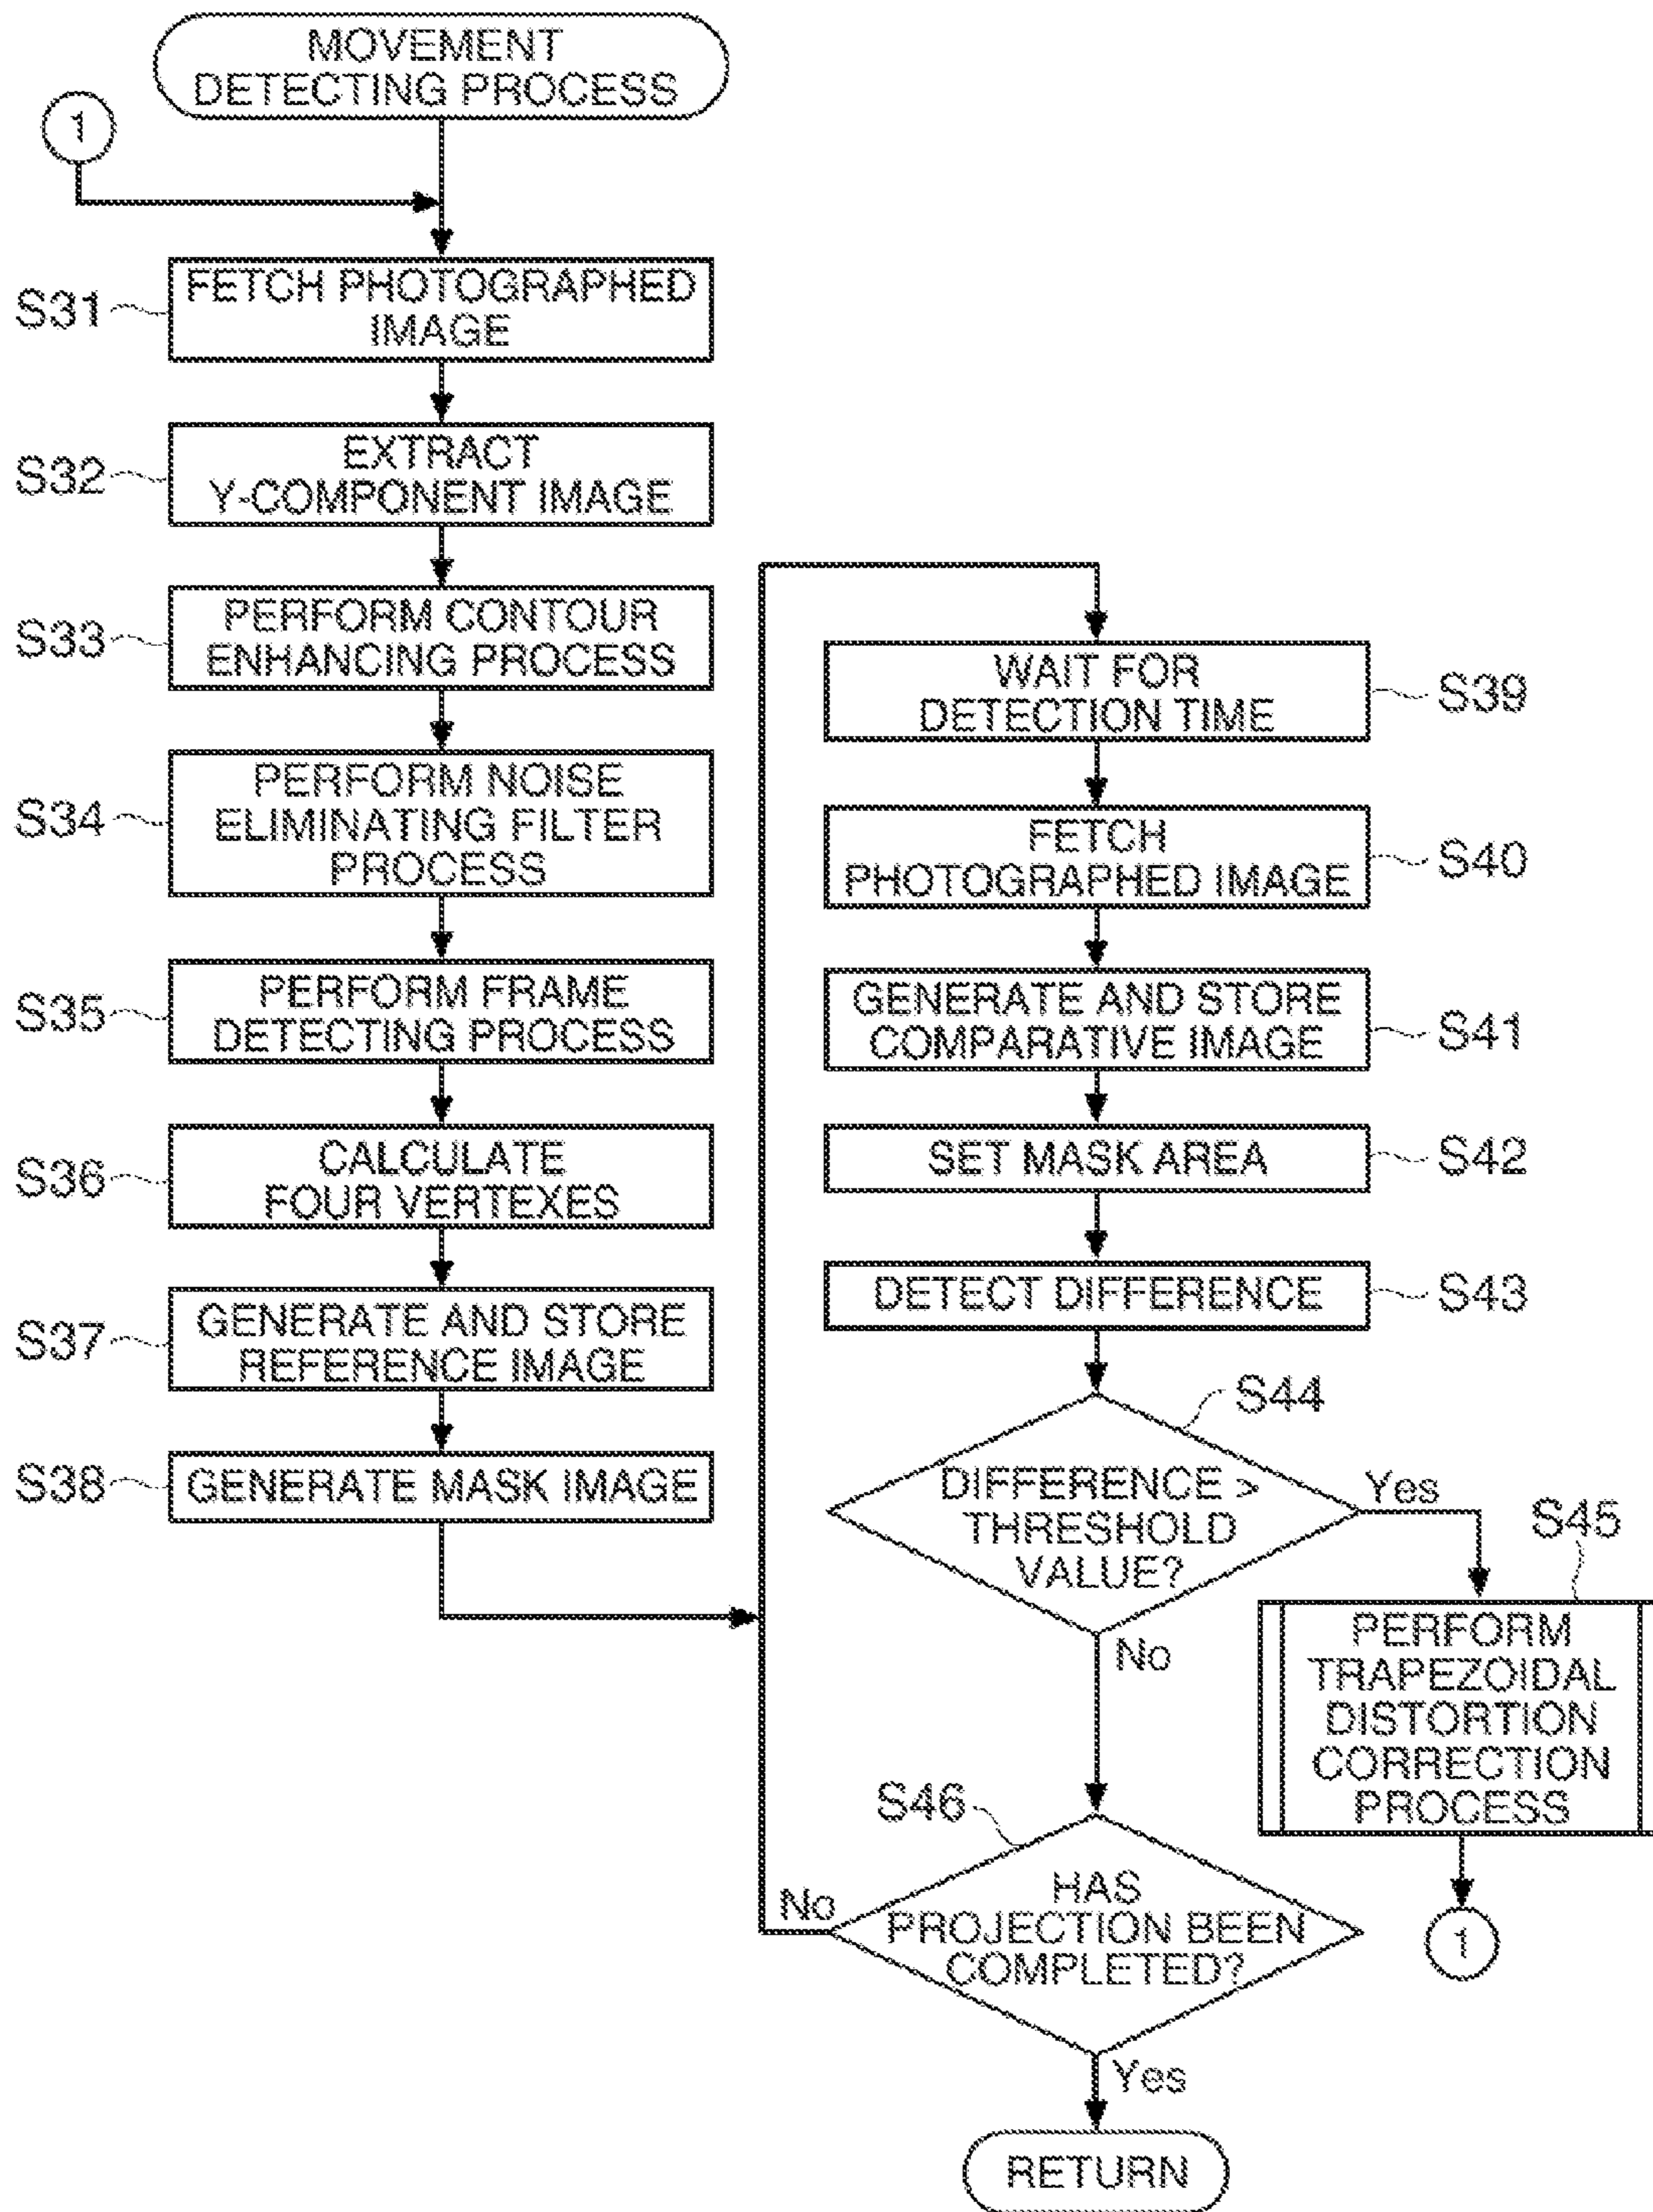 MOVEMENT
DETECTING PROCESS
1
S31
FETCH PHOTOGRAPHED
IMAGE
S32
EXTRACT
Y-COMPONENT IMAGE
S33
PERFORM CONTOUR
ENHANCING PROCESS
S34
PERFORM NOISE
ELIMINATING FILTER
PROCESS
S35
PERFORM FRAME
DETECTING PROCESS
S36
CALCULATE
FOUR VERTEXES
S37
GENERATE AND STORE
REFERENCE IMAGE
S38
GENERATE MASK IMAGE
WAIT FOR
DETECTION TIME
S39
FETCH
PHOTOGRAPHED IMAGE
S40
GENERATE AND STORE
COMPARATIVE IMAGE
S41
SET MASK AREA
S42
DETECT DIFFERENCE
S43
S44
DIFFERENCE >
THRESHOLD
VALUE?
Yes
No
S45
PERFORM
TRAPEZOIDAL
DISTORTION
CORRECTION
PROCESS
1
S46
HAS
PROJECTION BEEN
COMPLETED?
No
Yes
RETURN